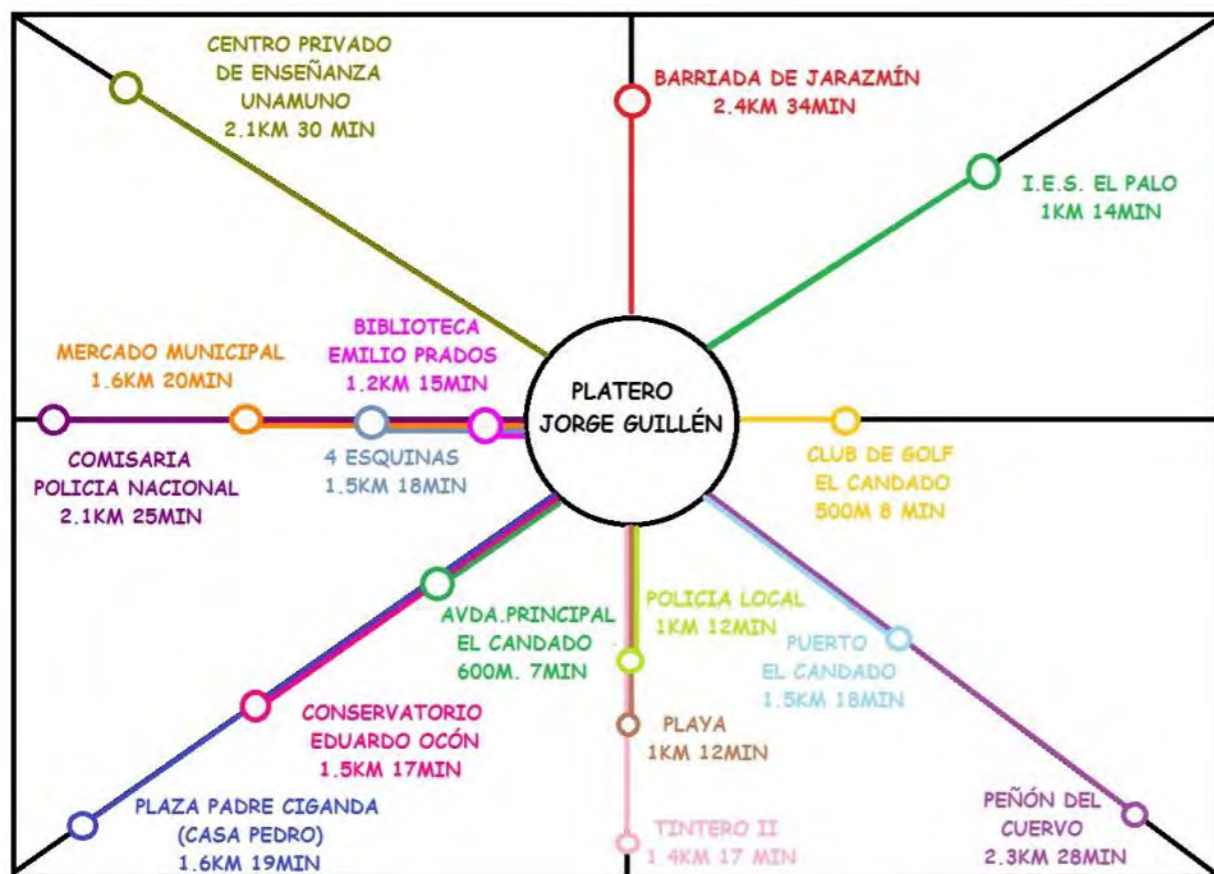 CENTRO PRIVADO
DE ENSEÑANZA
UNAMUNO
2.1KM 30 MIN
BARRIADA DE JARAZMÍN
2.4KM 34MIN
I.E.S. EL PALO
1KM 14MIN
MERCADO MUNICIPAL
1.6KM 20MIN
BIBLIOTECA
EMILIO PRADOS
1.2KM 15MIN
PLATERO
JORGE GUILLÉN
COMISARIA
POLICIA NACIONAL
2.1KM 25MIN
4 ESQUINAS
1.5KM 18MIN
CLUB DE GOLF
EL CANDADO
500M 8 MIN
AVDA.PRINCIPAL
EL CANDADO
600M. 7MIN
POLICIA LOCAL
1KM 12MIN
PUERTO
EL CANDADO
1.5KM 18MIN
CONSERVATORIO
EDUARDO OCÓN
1.5KM 17MIN
PLAYA
1KM 12MIN
PLAZA PADRE CIGANDA
(CASA PEDRO)
1.6KM 19MIN
TINTERO II
1.4KM 17 MIN
PEÑÓN DEL
CUERVO
2.3KM 28MIN